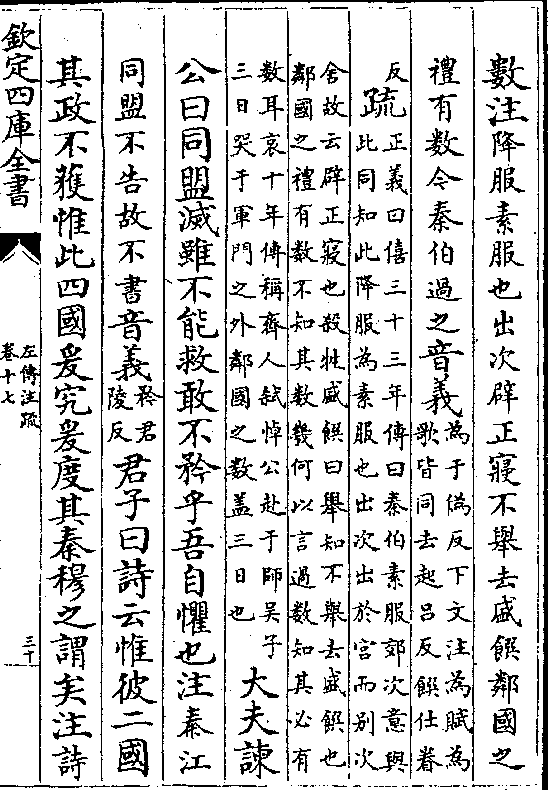 數注降服素服也出次辟正寢不舉去盛饌鄰國之
禮有数今秦伯過之音義
為于偽反下文注為賦為
歌皆同去起呂反饌仕眷
反
疏
正義曰僖三十三年傳曰秦伯素服郊次意與
此同知此降服為素服也出次出於宮而別次
舍故云辟正寢也殺牲盛饌曰舉知不舉去盛饌也
鄰國之禮有数不知其数幾何以言過数知其必有
数耳哀十年傳稱齊人弒悼公赴于師吳子
三日哭于軍門之外鄰國之数盖三日也
大夫諫
公曰同盟滅雖不能救敢不矜乎吾自懼也注秦江
同盟不告故不書音義
矜君
陵反
君子曰詩云惟彼二國
其政不獲惟此四國爰究爰度其秦穆之謂矣注詩
欽定四庫全書
左傳注疏
卷十七
三十